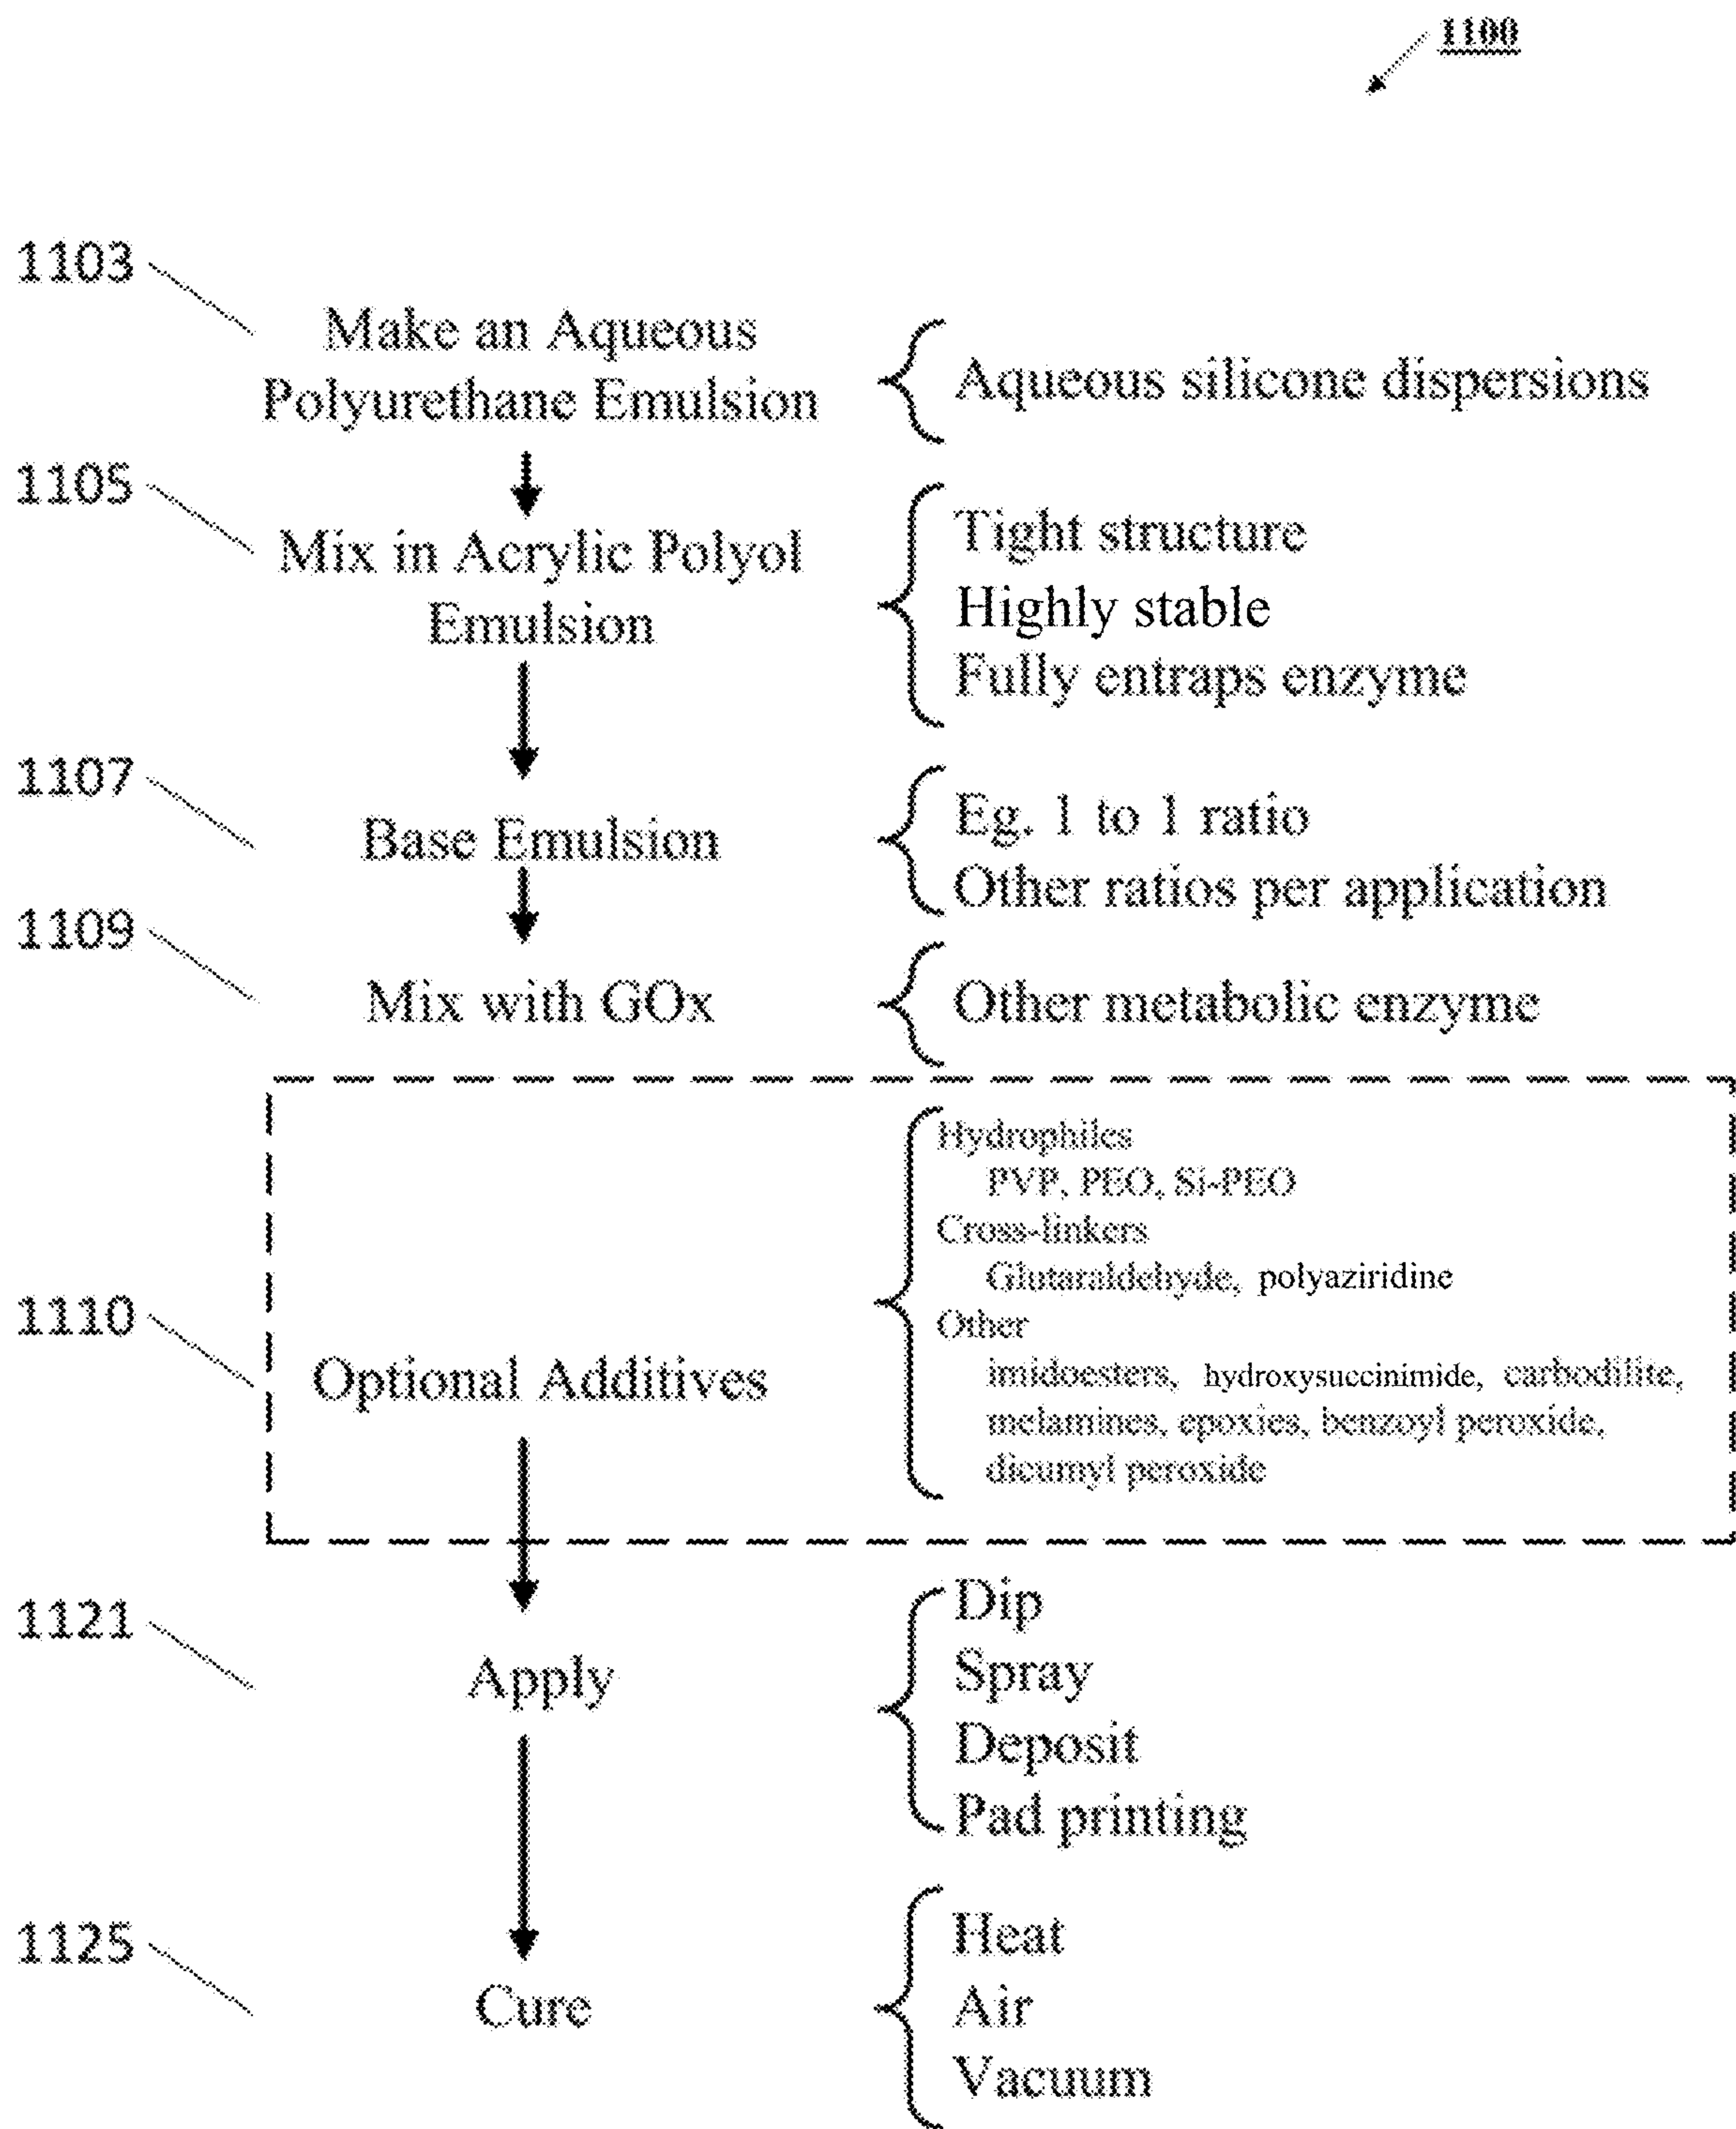 1100
1103
Make an Aqueous
Polyurethane Emulsion
Aqueous silicone dispersions
1105
Mix in Acrylic Polyol
Emulsion
Tight structure
Highly stable
Fully entraps enzyme
1107
Base Emulsion
Eg. 1 to 1 ratio
Other ratios per application
1109
Mix with GOx
Other metabolic enzyme
1110
Optional Additives
Hydrophiles
PVP, PEO, Si-PEO
Cross-linkers
Glutaraldehyde, polyaziridine
Other
imidoesters, hydroxysuccinimide, carbodilite,
melamines, epoxies, benzoyl peroxide,
dicumyl peroxide
1121
Apply
Dip
Spray
Deposit
Pad printing
1125
Cure
Heat
Air
Vacuum